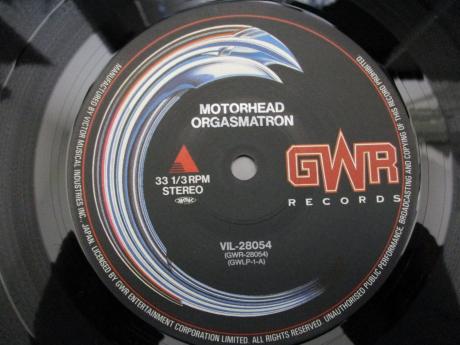 MOTORHEAD
ORGASMATRON
33 1/3 RPM
STEREO
GWR
RECORDS
VIL-28054
(GWR-28054)
(GWLP-1-A)
MANUFACTURED BY VICTOR MUSICAL INDUSTRIES, INC. JAPAN. LICENSED BY GWR ENTERTAINMENT CORPORATION LIMITED. ALL RIGHTS RESERVED. UNAUTHORISED PUBLIC PERFORMANCE, BROADCASTING AND COPYING OF THIS RECORD PROHIBITED.